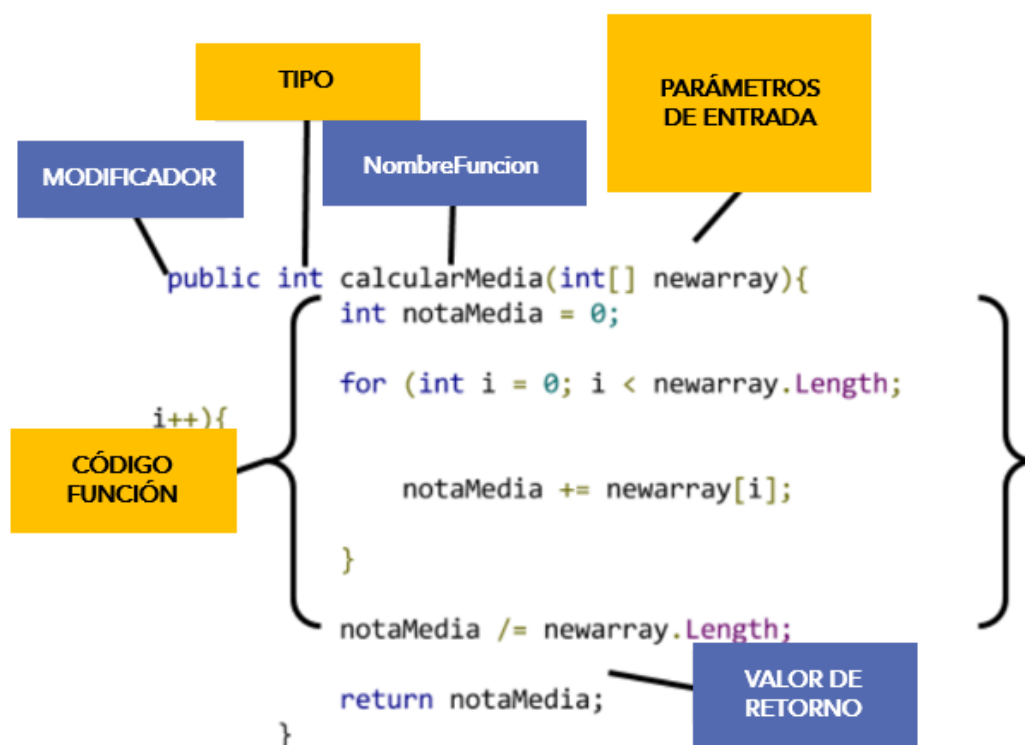 TIPO
PARÁMETROS
DE ENTRADA
MODIFICADOR
NombreFuncion
public int calcularMedia(int[] newarray){
int notaMedia = 0;
for (int i = 0; i < newarray.Length;
i++){
CÓDIGO
FUNCIÓN
notaMedia += newarray[i];
}
notaMedia /= newarray.Length;
VALOR DE
RETORNO
return notaMedia;
}